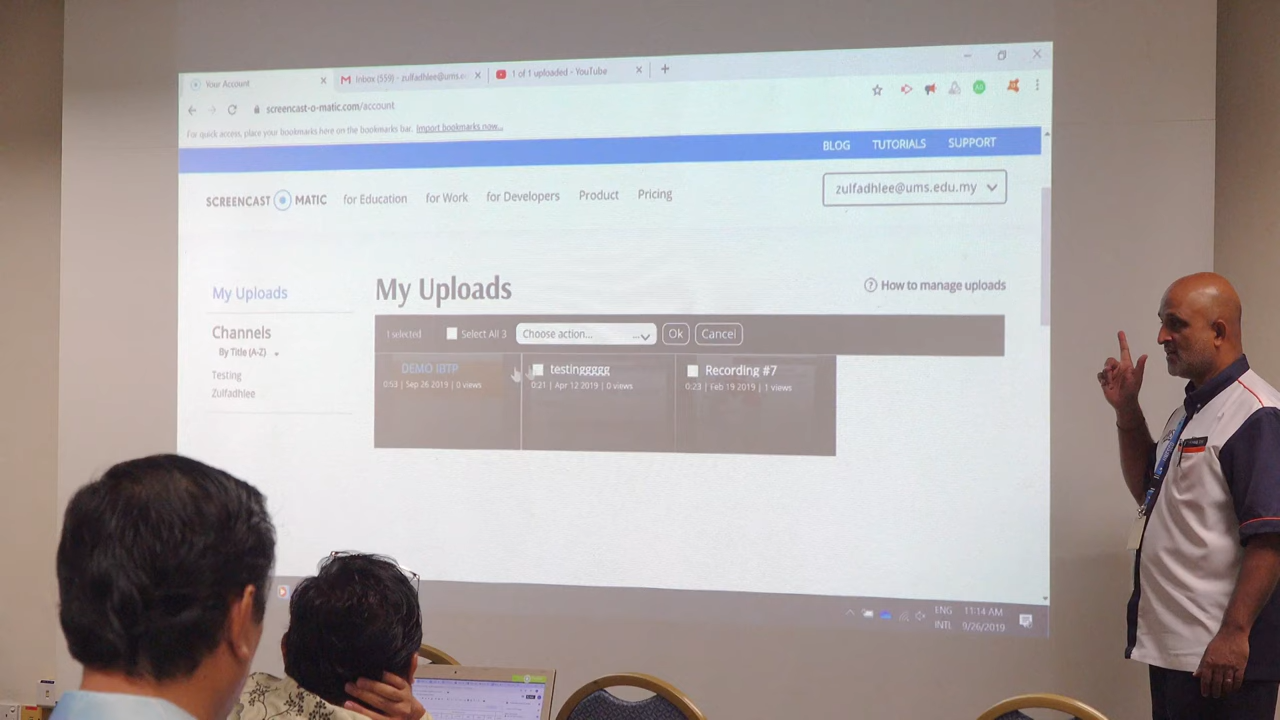 Your Account
Inbox (559) - zulfadhlee@ums.e
1 of 1 uploaded - YouTube
screencast-o-matic.com/account
For quick access, place your bookmarks here on the bookmarks bar. Import bookmarks now...
BLOG TUTORIALS SUPPORT
SCREENCAST O MATIC for Education for Work for Developers Product Pricing
zulfadhlee@ums.edu.my
My Uploads
My Uploads
How to manage uploads
Channels
By Title (A-Z)
Testing
Zulfadhlee
1 selected Select All 3 Choose action... ... Ok Cancel
DEMO IBTP
0:53 | Sep 26 2019 | 0 views
testinggggg
0:21 | Apr 12 2019 | 0 views
Recording #7
0:23 | Feb 19 2019 | 1 views
ENG 11:14 AM
INTL 9/26/2019